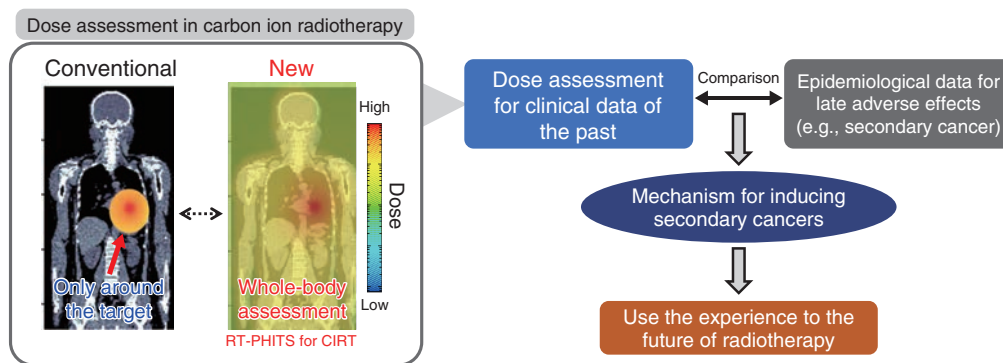 Dose assessment in carbon ion radiotherapy
Conventional
New
High
Dose
Low
Only around
the target
Whole-body
assessment
RT-PHITS for CIRT
Dose assessment
for clinical data of
the past
Comparison
Epidemiological data for
late adverse effects
(e.g., secondary cancer)
Mechanism for inducing
secondary cancers
Use the experience to the
future of radiotherapy